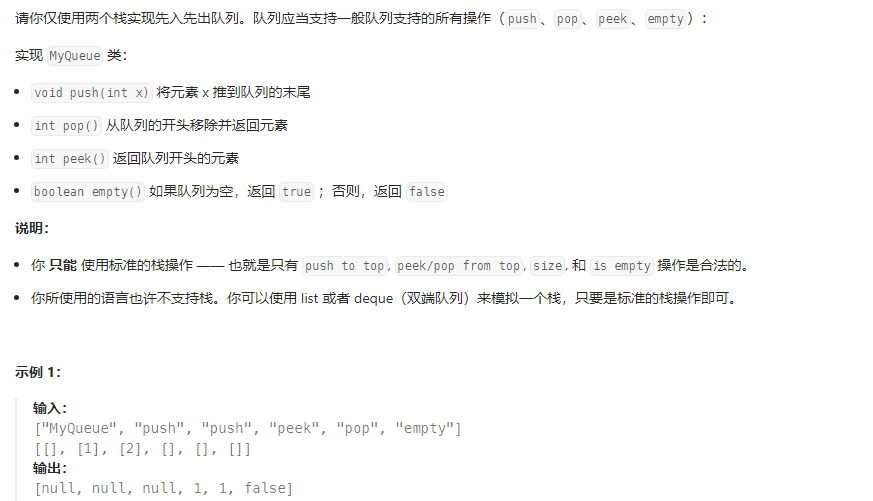 请你仅使用两个栈实现先入先出队列。队列应当支持一般队列支持的所有操作（push、pop、peek、empty）：
实现 MyQueue 类：
void push(int x) 将元素 x 推到队列的末尾
int pop() 从队列的开头移除并返回元素
int peek() 返回队列开头的元素
boolean empty() 如果队列为空，返回 true ；否则，返回 false
说明：
你 只能 使用标准的栈操作 —— 也就是只有 push to top, peek/pop from top, size, 和 is empty 操作是合法的。
你所使用的语言也许不支持栈。你可以使用 list 或者 deque（双端队列）来模拟一个栈，只要是标准的栈操作即可。
示例 1：
输入：
["MyQueue", "push", "push", "peek", "pop", "empty"]
[[], [1], [2], [], [], []]
输出：
[null, null, null, 1, 1, false]